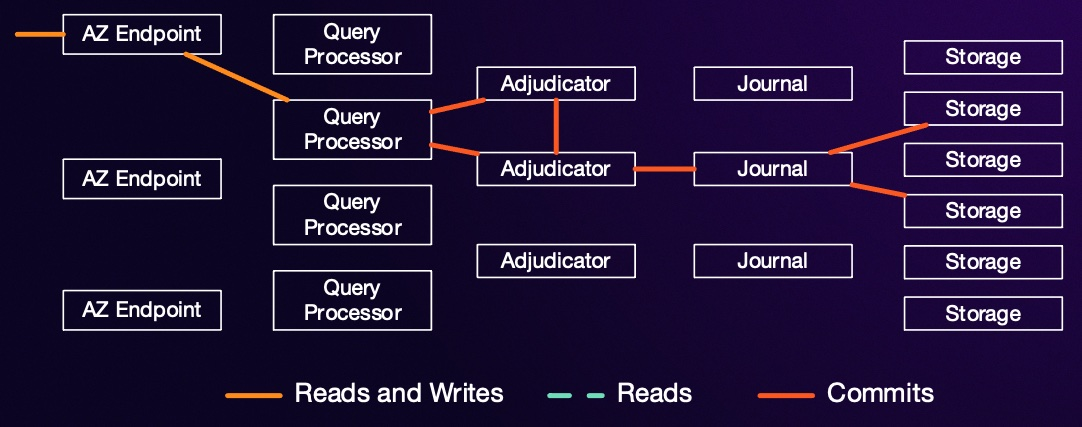 AZ Endpoint
AZ Endpoint
AZ Endpoint
Query
Processor
Query
Processor
Query
Processor
Query
Processor
Adjudicator
Adjudicator
Adjudicator
Journal
Journal
Journal
Storage
Storage
Storage
Storage
Storage
Storage
Reads and Writes
Reads
Commits